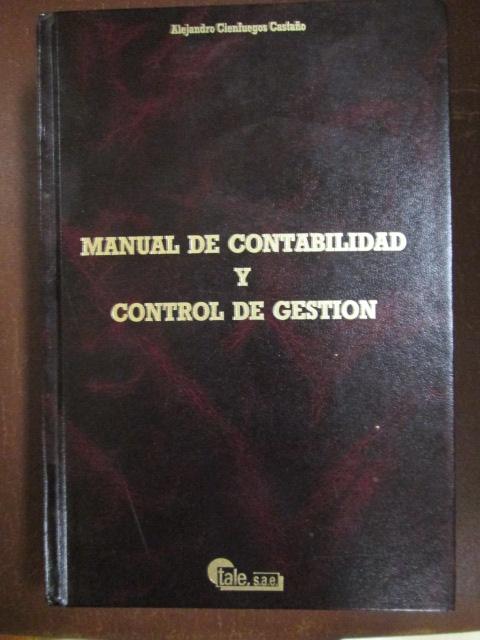 Alejandro Cienfuegos Castaño
MANUAL DE CONTABILIDAD
Y
CONTROL DE GESTION
tale, s.a.e.